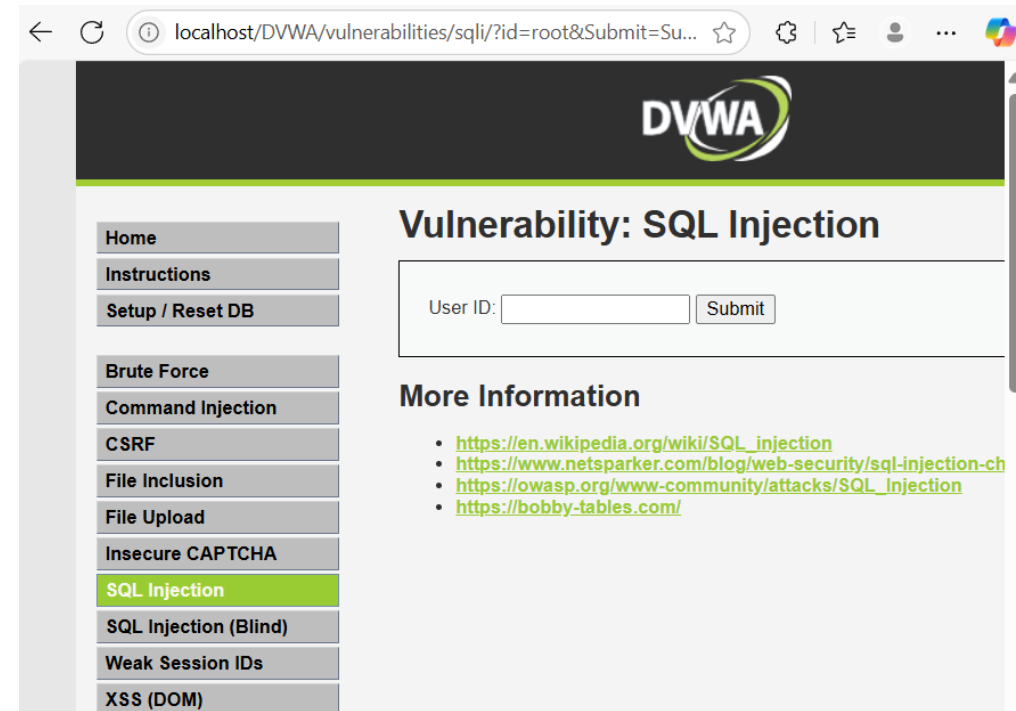 localhost/DVWA/vulnerabilities/sqli/?id=root&Submit=Su...
DVWA
Home
Instructions
Setup / Reset DB
Brute Force
Command Injection
CSRF
File Inclusion
File Upload
Insecure CAPTCHA
SQL Injection
SQL Injection (Blind)
Weak Session IDs
XSS (DOM)
Vulnerability: SQL Injection
User ID: Submit
More Information
https://en.wikipedia.org/wiki/SQL_injection
https://www.netsparker.com/blog/web-security/sql-injection-ch
https://owasp.org/www-community/attacks/SQL_Injection
https://bobby-tables.com/